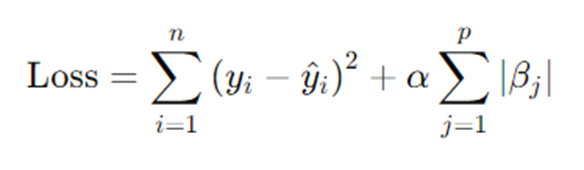 Loss = \sum_{i=1}^{n} (y_i - \hat{y}_i)^2 + \alpha \sum_{j=1}^{p} |\beta_j|